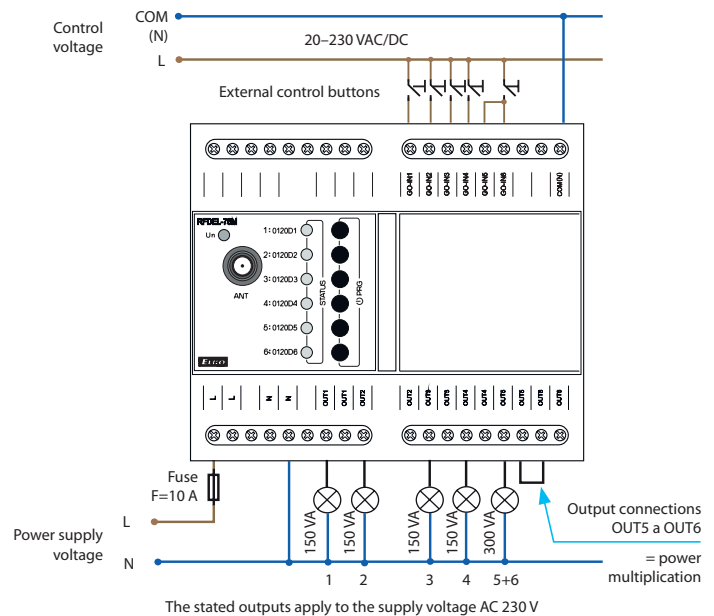 Control
voltage
COM
(N)
L
20–230 VAC/DC
External control buttons
GO-IN1
GO-IN2
GO-IN3
GO-IN4
GO-IN5
GO-IN6
COM(N)
RFDEL-76M
Un
ANT
1: 0120D1
2: 0120D2
3: 0120D3
4: 0120D4
5: 0120D5
6: 0120D6
STATUS
PRG
ELKO
L
L
N
N
OUT1
OUT1
OUT2
OUT2
OUT3
OUT3
OUT4
OUT4
OUT5
OUT5
OUT6
OUT6
Fuse
F=10 A
L
Power supply
voltage
N
150 VA
150 VA
150 VA
150 VA
300 VA
1
2
3
4
5+6
Output connections
OUT5 a OUT6
= power
multiplication
The stated outputs apply to the supply voltage AC 230 V